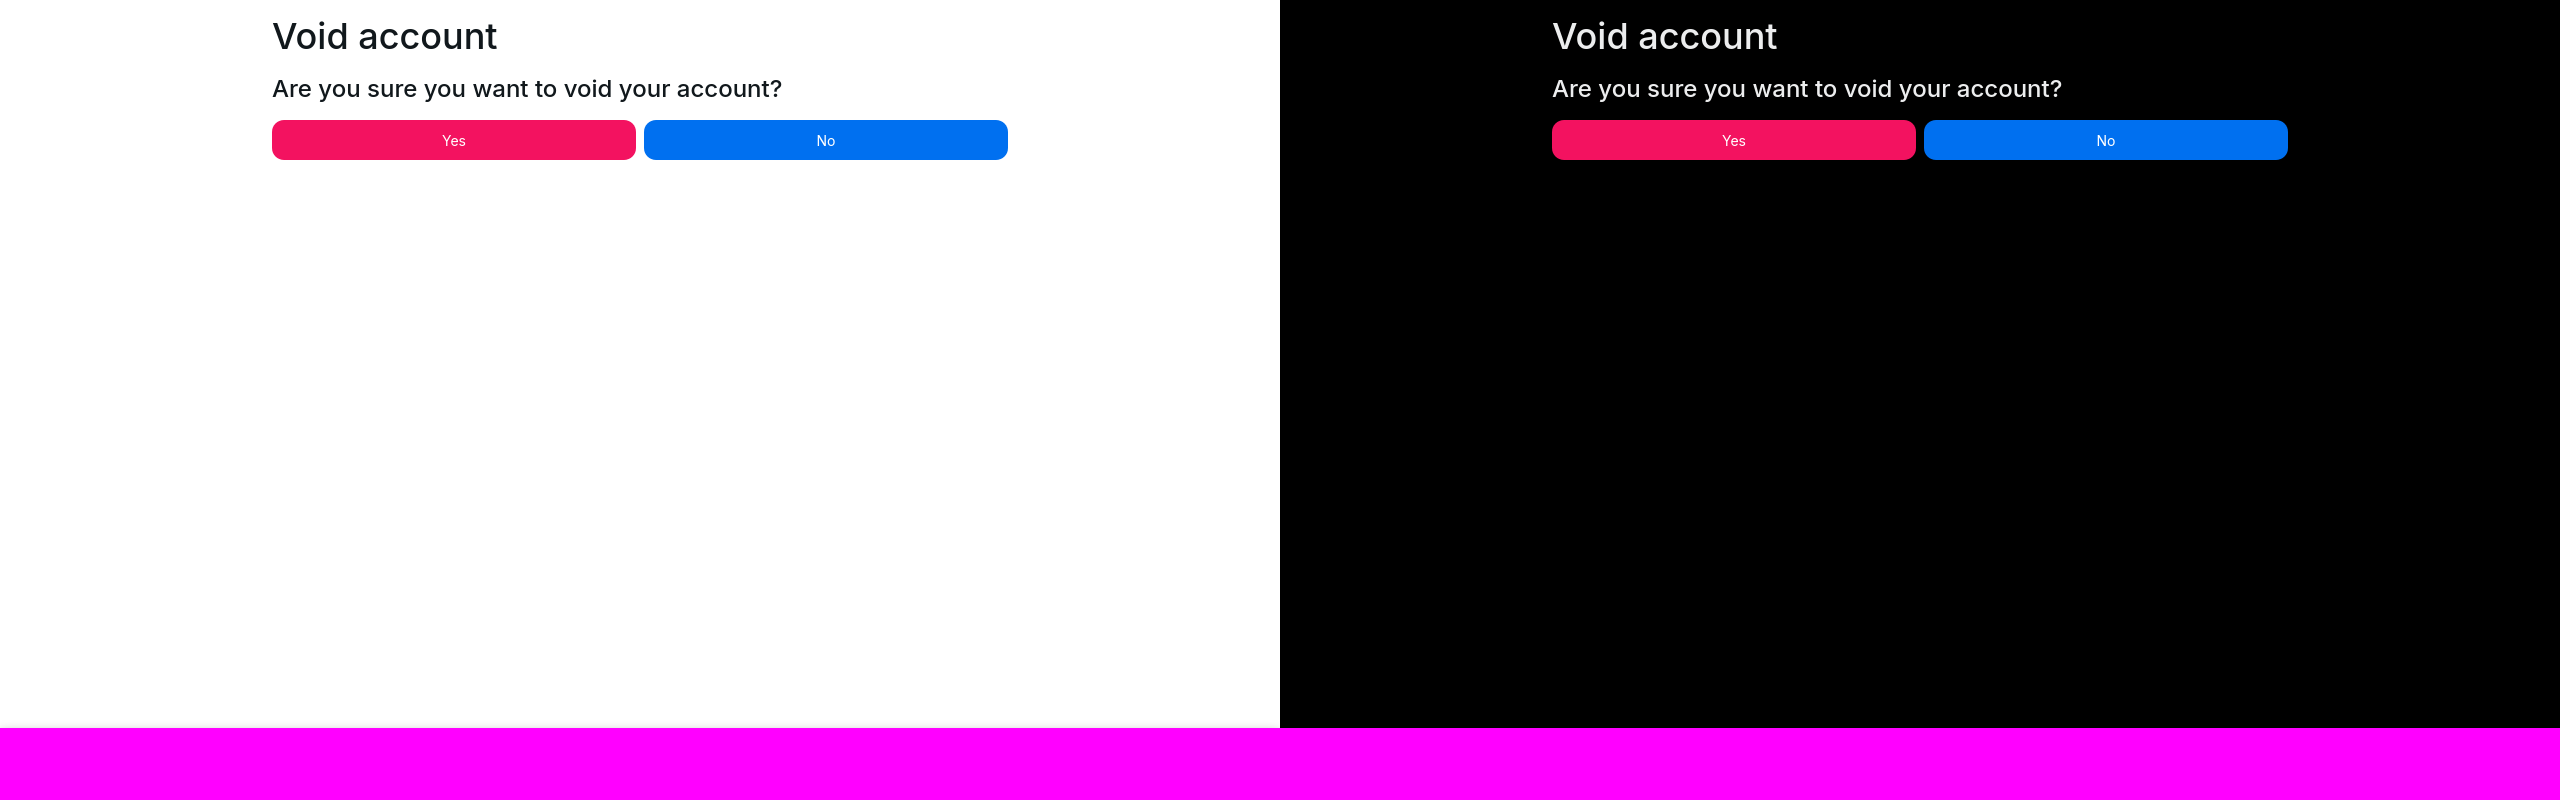 Void account
Are you sure you want to void your account?
Yes
No
Void account
Are you sure you want to void your account?
Yes
No